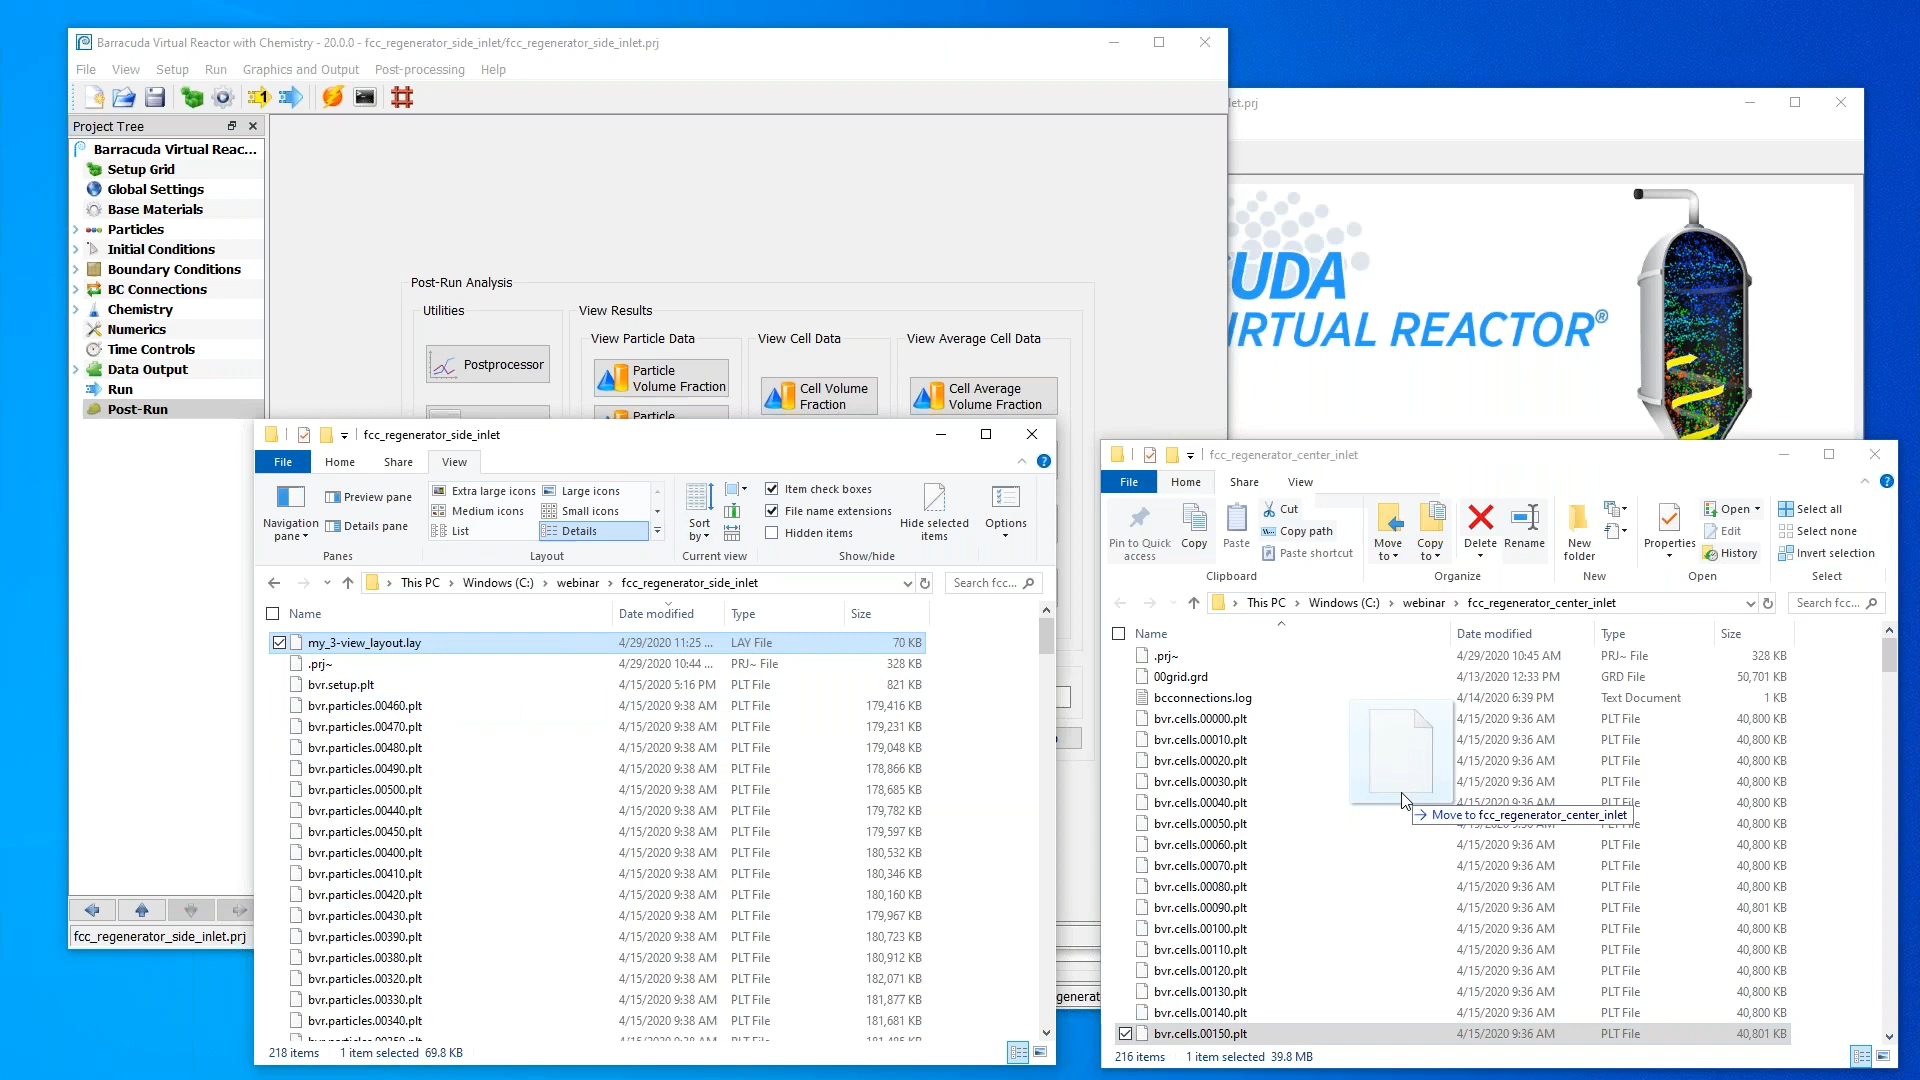 Barracuda Virtual Reactor with Chemistry - 20.0.0 - fcc_regenerator_side_inlet/fcc_regenerator_side_inlet.prj
File View Setup Run Graphics and Output Post-processing Help
Project Tree
Barracuda Virtual Reac...
Setup Grid
Global Settings
Base Materials
Particles
Initial Conditions
Boundary Conditions
BC Connections
Chemistry
Numerics
Time Controls
Data Output
Run
Post-Run
fcc_regenerator_side_inlet.prj
Post-Run Analysis
Utilities
Postprocessor
View Results
View Particle Data
Particle
Volume Fraction
Particle
View Cell Data
Cell Volume
Fraction
View Average Cell Data
Cell Average
Volume Fraction
let.prj
UDA
IRTUAL REACTOR®
fcc_regenerator_side_inlet
File Home Share View
Navigation
pane
Preview pane
Details pane
Panes
Extra large icons Large icons
Medium icons Small icons
List Details
Layout
Sort
by
Current view
Item check boxes
File name extensions
Hidden items
Hide selected
items
Show/hide
Options
This PC Windows (C:) webinar fcc_regenerator_side_inlet
Search fcc...
Name Date modified Type Size
my_3-view_layout.lay 4/29/2020 11:25 ... LAY File 70 KB
.prj~ 4/29/2020 10:44 ... PRJ~ File 328 KB
bvr.setup.plt 4/15/2020 5:16 PM PLT File 821 KB
bvr.particles.00460.plt 4/15/2020 9:38 AM PLT File 179,416 KB
bvr.particles.00470.plt 4/15/2020 9:38 AM PLT File 179,231 KB
bvr.particles.00480.plt 4/15/2020 9:38 AM PLT File 179,048 KB
bvr.particles.00490.plt 4/15/2020 9:38 AM PLT File 178,866 KB
bvr.particles.00500.plt 4/15/2020 9:38 AM PLT File 178,685 KB
bvr.particles.00440.plt 4/15/2020 9:38 AM PLT File 179,782 KB
bvr.particles.00450.plt 4/15/2020 9:38 AM PLT File 179,597 KB
bvr.particles.00400.plt 4/15/2020 9:38 AM PLT File 180,532 KB
bvr.particles.00410.plt 4/15/2020 9:38 AM PLT File 180,346 KB
bvr.particles.00420.plt 4/15/2020 9:38 AM PLT File 180,160 KB
bvr.particles.00430.plt 4/15/2020 9:38 AM PLT File 179,967 KB
bvr.particles.00390.plt 4/15/2020 9:38 AM PLT File 180,723 KB
bvr.particles.00380.plt 4/15/2020 9:38 AM PLT File 180,912 KB
bvr.particles.00320.plt 4/15/2020 9:38 AM PLT File 182,071 KB
bvr.particles.00330.plt 4/15/2020 9:38 AM PLT File 181,877 KB
bvr.particles.00340.plt 4/15/2020 9:38 AM PLT File 181,681 KB
218 items 1 item selected 69.8 KB
generat
fcc_regenerator_center_inlet
File Home Share View
Pin to Quick
access
Copy
Paste
Cut
Copy path
Paste shortcut
Clipboard
Move
to
Copy
to
Delete
Rename
Organize
New
folder
New
Properties
Open
Edit
History
Open
Select all
Select none
Invert selection
Select
This PC Windows (C:) webinar fcc_regenerator_center_inlet
Search fcc...
Name Date modified Type Size
.prj~ 4/29/2020 10:45 AM PRJ~ File 328 KB
00grid.grd 4/13/2020 12:33 PM GRD File 50,701 KB
bcconnections.log 4/14/2020 6:39 PM Text Document 1 KB
bvr.cells.00000.plt 4/15/2020 9:36 AM PLT File 40,800 KB
bvr.cells.00010.plt 4/15/2020 9:36 AM PLT File 40,800 KB
bvr.cells.00020.plt 4/15/2020 9:36 AM PLT File 40,800 KB
bvr.cells.00030.plt 4/15/2020 9:36 AM PLT File 40,800 KB
bvr.cells.00040.plt 4/15/2020 9:36 AM PLT File 40,800 KB
Move to fcc_regenerator_center_inlet
bvr.cells.00050.plt 40,800 KB
bvr.cells.00060.plt 4/15/2020 9:36 AM PLT File 40,800 KB
bvr.cells.00070.plt 4/15/2020 9:36 AM PLT File 40,800 KB
bvr.cells.00080.plt 4/15/2020 9:36 AM PLT File 40,800 KB
bvr.cells.00090.plt 4/15/2020 9:36 AM PLT File 40,801 KB
bvr.cells.00100.plt 4/15/2020 9:36 AM PLT File 40,800 KB
bvr.cells.00110.plt 4/15/2020 9:36 AM PLT File 40,800 KB
bvr.cells.00120.plt 4/15/2020 9:36 AM PLT File 40,800 KB
bvr.cells.00130.plt 4/15/2020 9:36 AM PLT File 40,800 KB
bvr.cells.00140.plt 4/15/2020 9:36 AM PLT File 40,800 KB
bvr.cells.00150.plt 4/15/2020 9:36 AM PLT File 40,801 KB
216 items 1 item selected 39.8 MB